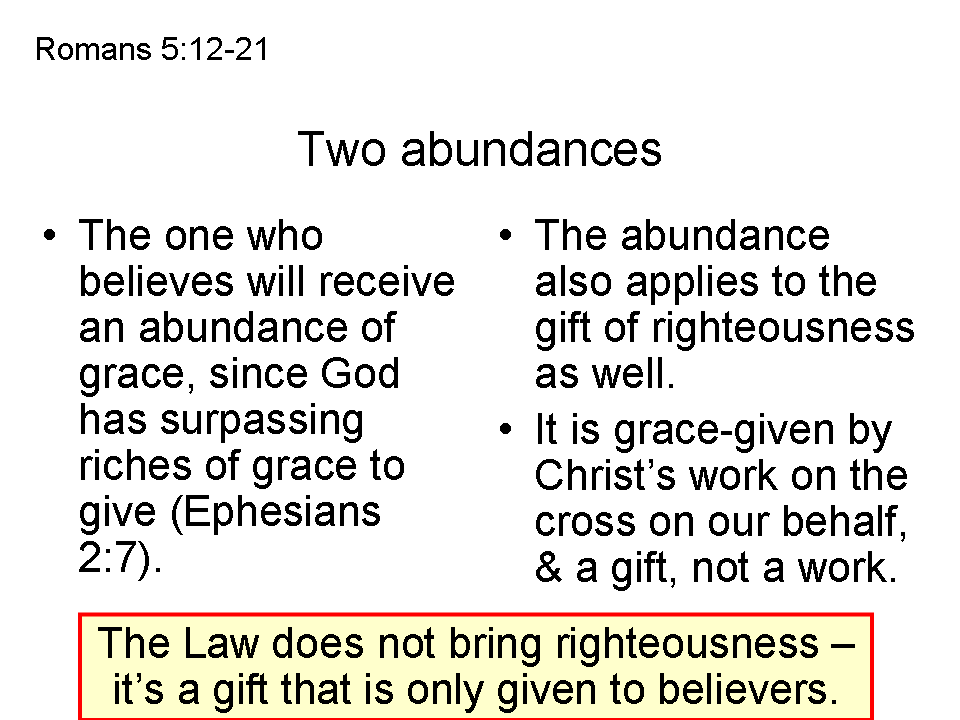 Romans 5:12-21
Two abundances
• The one who
believes will receive
an abundance of
grace, since God
has surpassing
riches of grace to
give (Ephesians
2:7).
• The abundance
also applies to the
gift of righteousness
as well.
• It is grace-given by
Christ’s work on the
cross on our behalf,
& a gift, not a work.
The Law does not bring righteousness –
it’s a gift that is only given to believers.